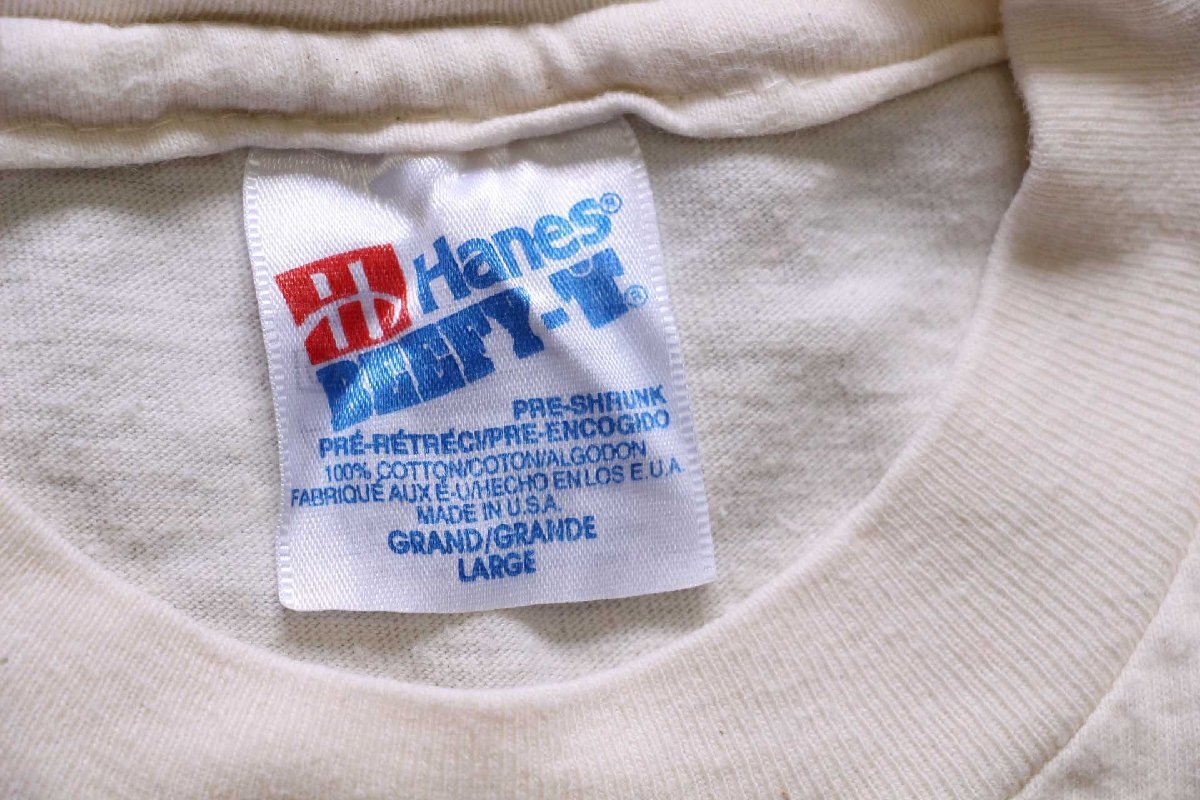 H Hanes®
BEEFY-T®
PRE-SHRUNK
PRÉ-RÉTRÉCI/PRE-ENCOGIDO
100% COTTON/COTON/ALGODON
FABRIQUÉ AUX É-U/HECHO EN LOS E.U.A.
MADE IN U.S.A.
GRAND/GRANDE
LARGE